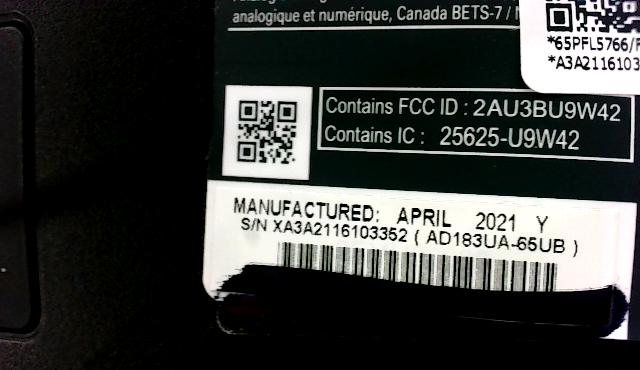 analogique et numérique, Canada BETS-7 /
*65PFL5766/
*A3A2116103
Contains FCC ID : 2AU3BU9W42
Contains IC : 25625-U9W42
MANUFACTURED: APRIL 2021 Y
S/N XA3A2116103352 ( AD183UA-65UB )